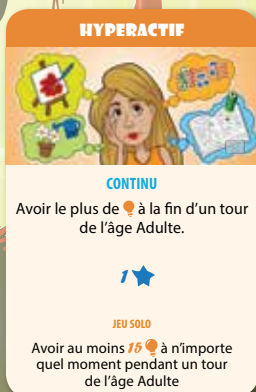 HYPERACTIF
CONTINU
Avoir le plus de à la fin d'un tour
de l'âge Adulte.
1
JEU SOLO
Avoir au moins 15 à n'importe
quel moment pendant un tour
de l'âge Adulte